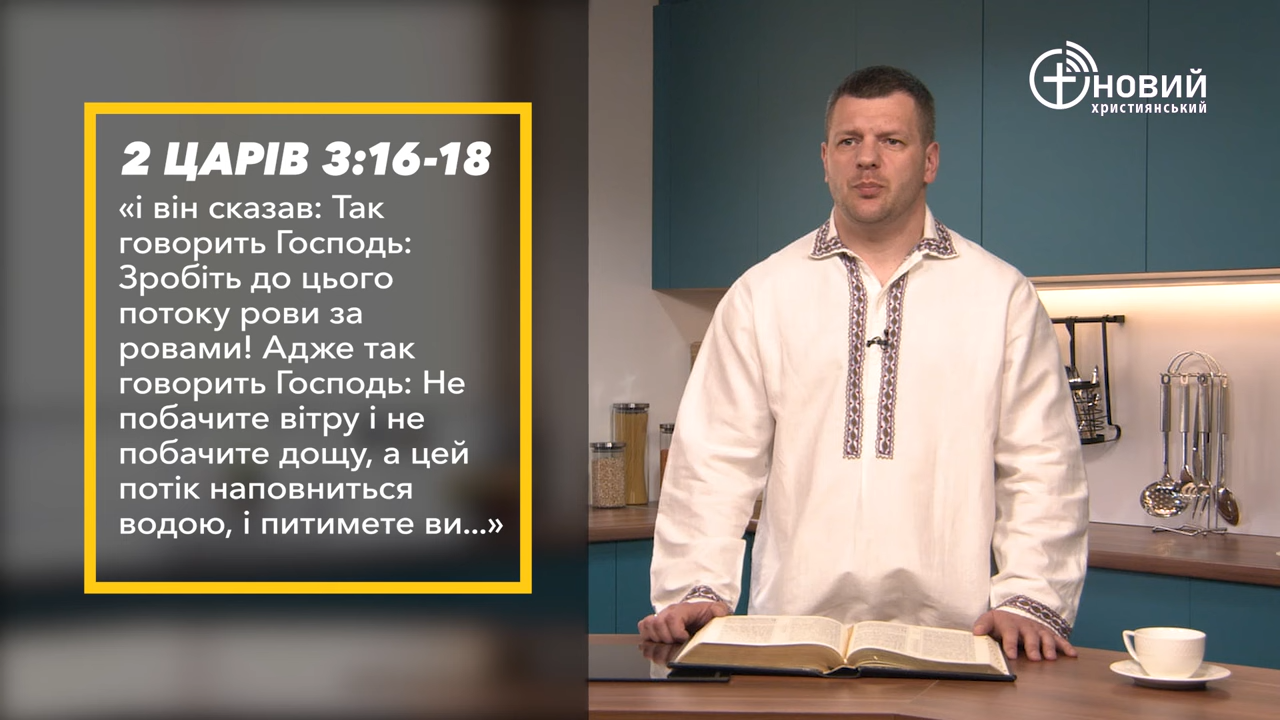 2 ЦАРІВ 3:16-18
«і він сказав: Так
говорить Господь:
Зробіть до цього
потоку рови за
ровами! Адже так
говорить Господь: Не
побачите вітру і не
побачите дощу, а цей
потік наповниться
водою, і питимете ви...»
НОВИЙ
християнський